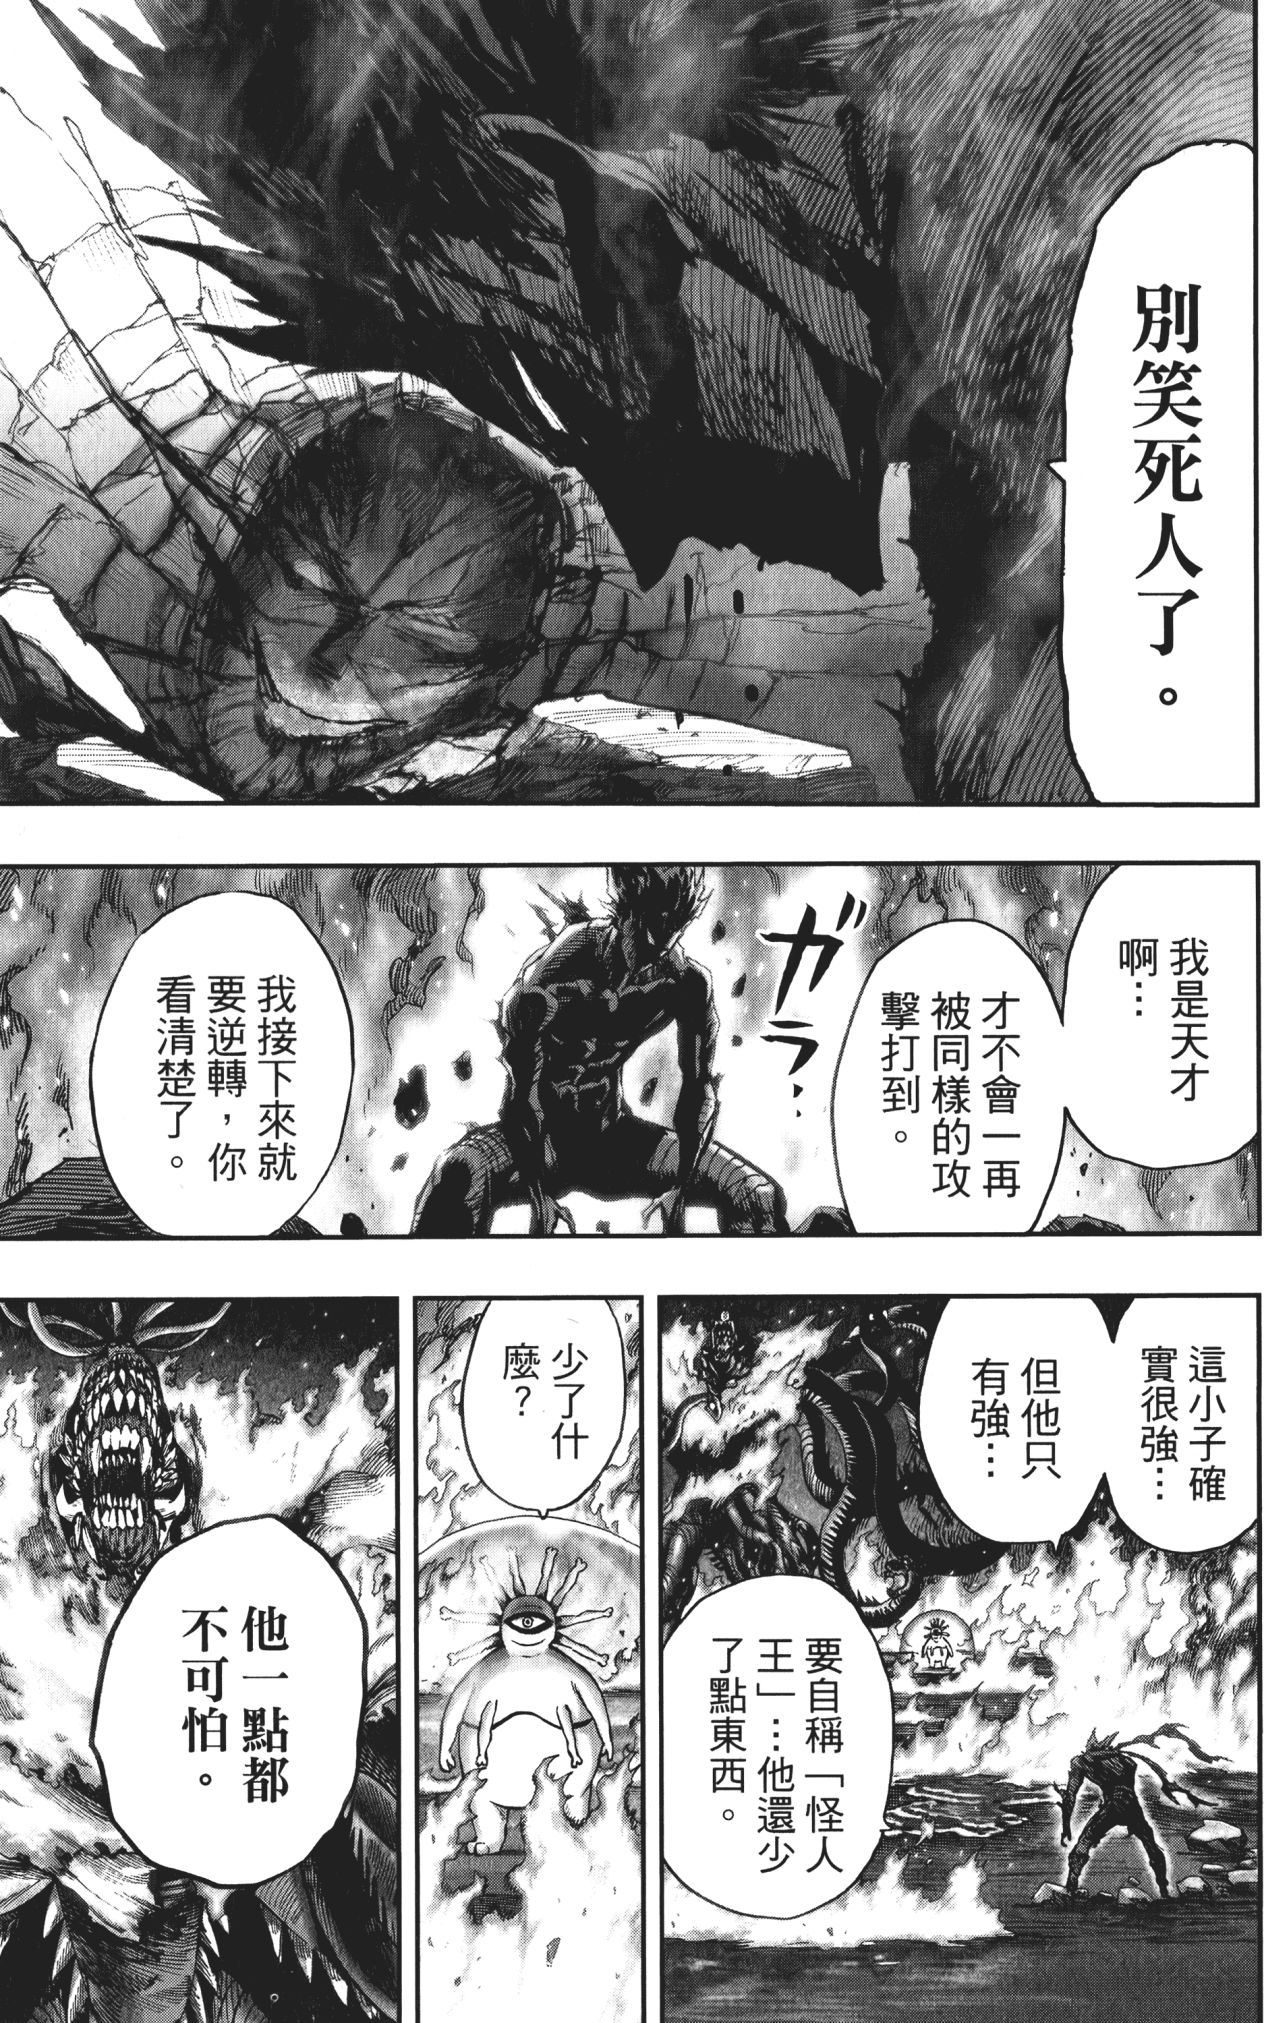 別笑死人了。
我是天才
啊…
才不會一再
被同樣的攻
擊打到。
ガラ…
我接下來就
要逆轉，你
看清楚了。
這小子確
實很強…
但他只
有強…
要自稱「怪人
王」…他還少
了點東西。
少了什
麼？
他一點都
不可怕。